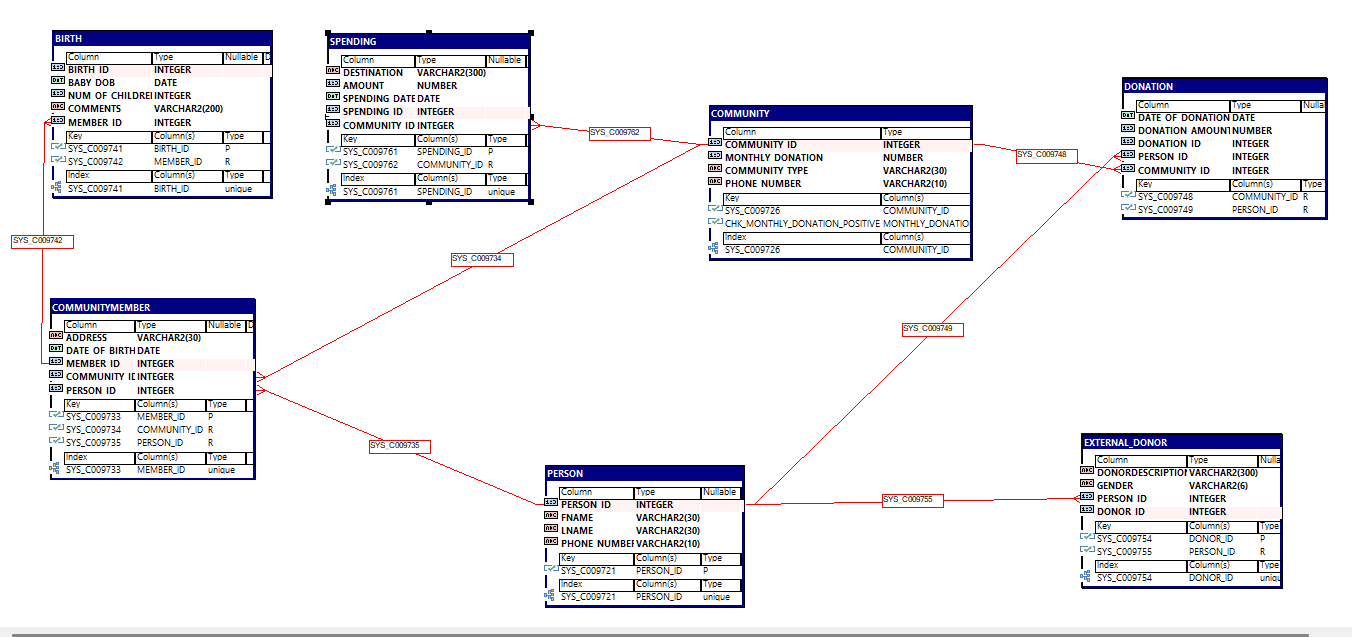 BIRTH
Column Type Nullable D
BIRTH ID INTEGER
BABY DOB DATE
NUM OF CHILDREI INTEGER
COMMENTS VARCHAR2(200)
MEMBER ID INTEGER
Key Column(s) Type
SYS_C009741 BIRTH_ID P
SYS_C009742 MEMBER_ID R
Index Column(s) Type
SYS_C009741 BIRTH_ID unique
SPENDING
Column Type Nullable
DESTINATION VARCHAR2(300)
AMOUNT NUMBER
SPENDING DATE DATE
SPENDING ID INTEGER
COMMUNITY ID INTEGER
Key Column(s) Type
SYS_C009761 SPENDING_ID P
SYS_C009762 COMMUNITY_ID R
Index Column(s) Type
SYS_C009761 SPENDING_ID unique
SYS_C009762
COMMUNITY
Column Type
COMMUNITY ID INTEGER
MONTHLY DONATION NUMBER
COMMUNITY TYPE VARCHAR2(30)
PHONE NUMBER VARCHAR2(10)
Key Column(s)
SYS_C009726 COMMUNITY_ID
CHK_MONTHLY_DONATION_POSITIVE MONTHLY_DONATIO
Index Column(s)
SYS_C009726 COMMUNITY_ID
SYS_C009748
DONATION
Column Type Nulla
DATE OF DONATION DATE
DONATION AMOUNT NUMBER
DONATION ID INTEGER
PERSON ID INTEGER
COMMUNITY ID INTEGER
Key Column(s) Type
SYS_C009748 COMMUNITY_ID R
SYS_C009749 PERSON_ID R
SYS_C009742
SYS_C009734
SYS_C009749
COMMUNITYMEMBER
Column Type Nullable D
ADDRESS VARCHAR2(30)
DATE OF BIRTH DATE
MEMBER ID INTEGER
COMMUNITY ID INTEGER
PERSON ID INTEGER
Key Column(s) Type
SYS_C009733 MEMBER_ID P
SYS_C009734 COMMUNITY_ID R
SYS_C009735 PERSON_ID R
Index Column(s) Type
SYS_C009733 MEMBER_ID unique
SYS_C009735
PERSON
Column Type Nullable
PERSON ID INTEGER
FNAME VARCHAR2(30)
LNAME VARCHAR2(30)
PHONE NUMBER VARCHAR2(10)
Key Column(s) Type
SYS_C009721 PERSON_ID P
Index Column(s) Type
SYS_C009721 PERSON_ID unique
SYS_C009755
EXTERNAL_DONOR
Column Type Nulla
DONORDESCRIPTION VARCHAR2(300)
GENDER VARCHAR2(6)
PERSON ID INTEGER
DONOR ID INTEGER
Key Column(s) Type
SYS_C009754 DONOR_ID P
SYS_C009755 PERSON_ID R
Index Column(s) Type
SYS_C009754 DONOR_ID uniqu